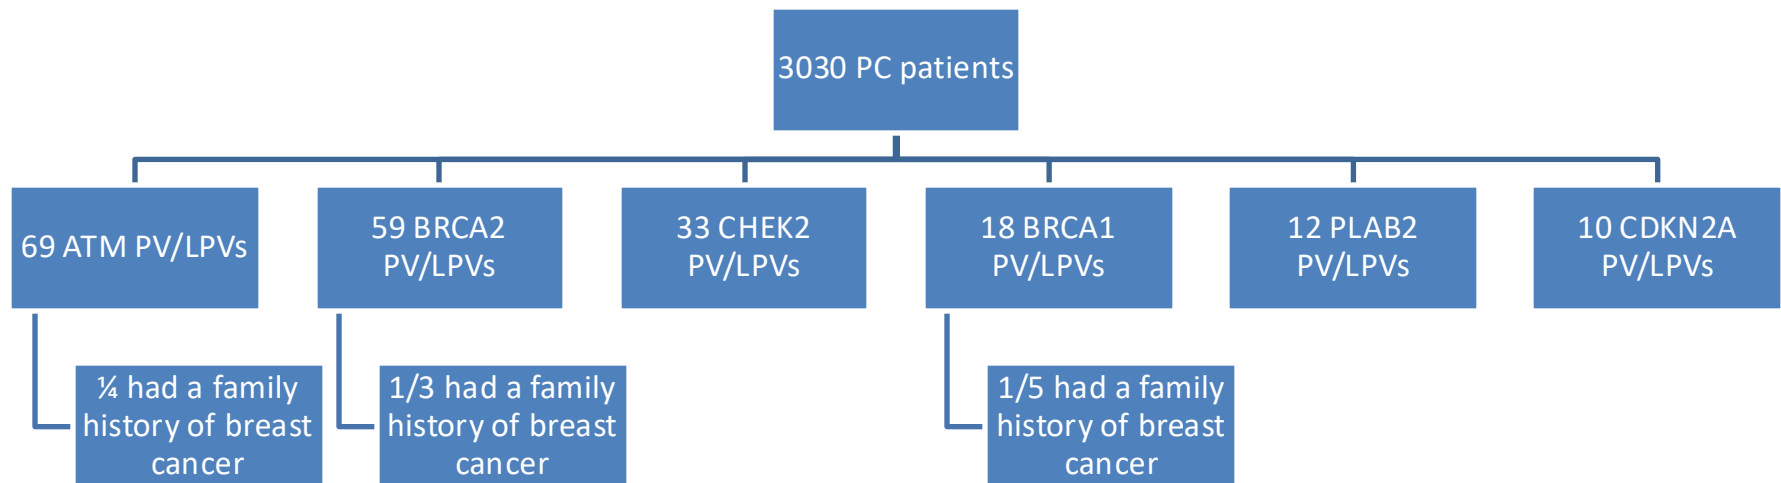 3030 PC patients
69 ATM PV/LPVs
59 BRCA2
PV/LPVs
33 CHEK2
PV/LPVs
18 BRCA1
PV/LPVs
12 PLAB2
PV/LPVs
10 CDKN2A
PV/LPVs
¼ had a family
history of breast
cancer
1/3 had a family
history of breast
cancer
1/5 had a family
history of breast
cancer